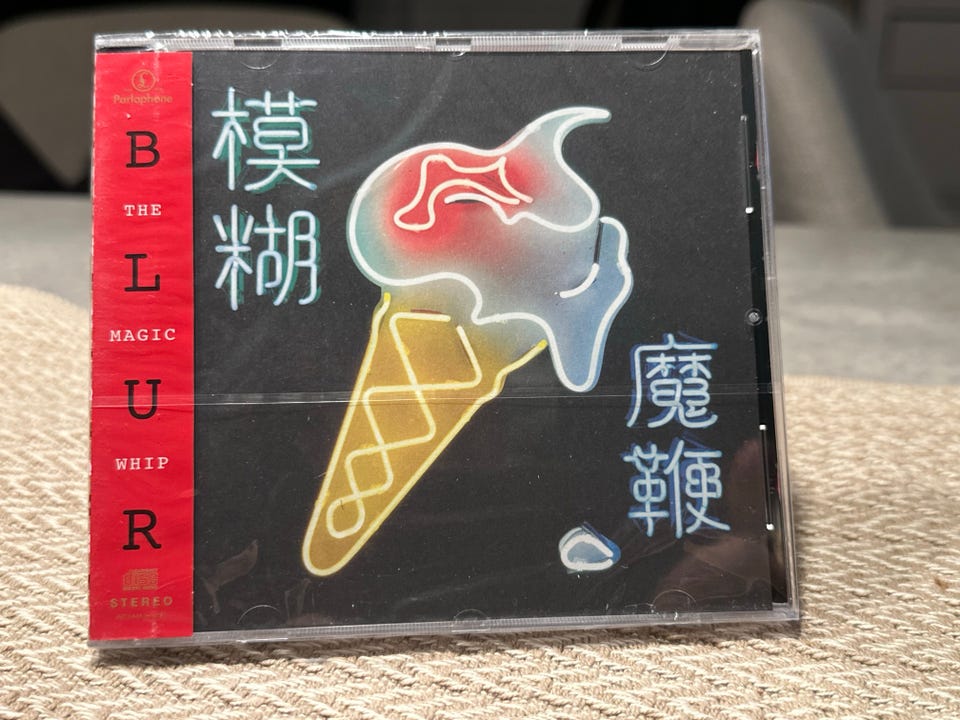 Parlophone
B
THE
L
MAGIC
U
WHIP
R
STEREO
模糊
魔鞭